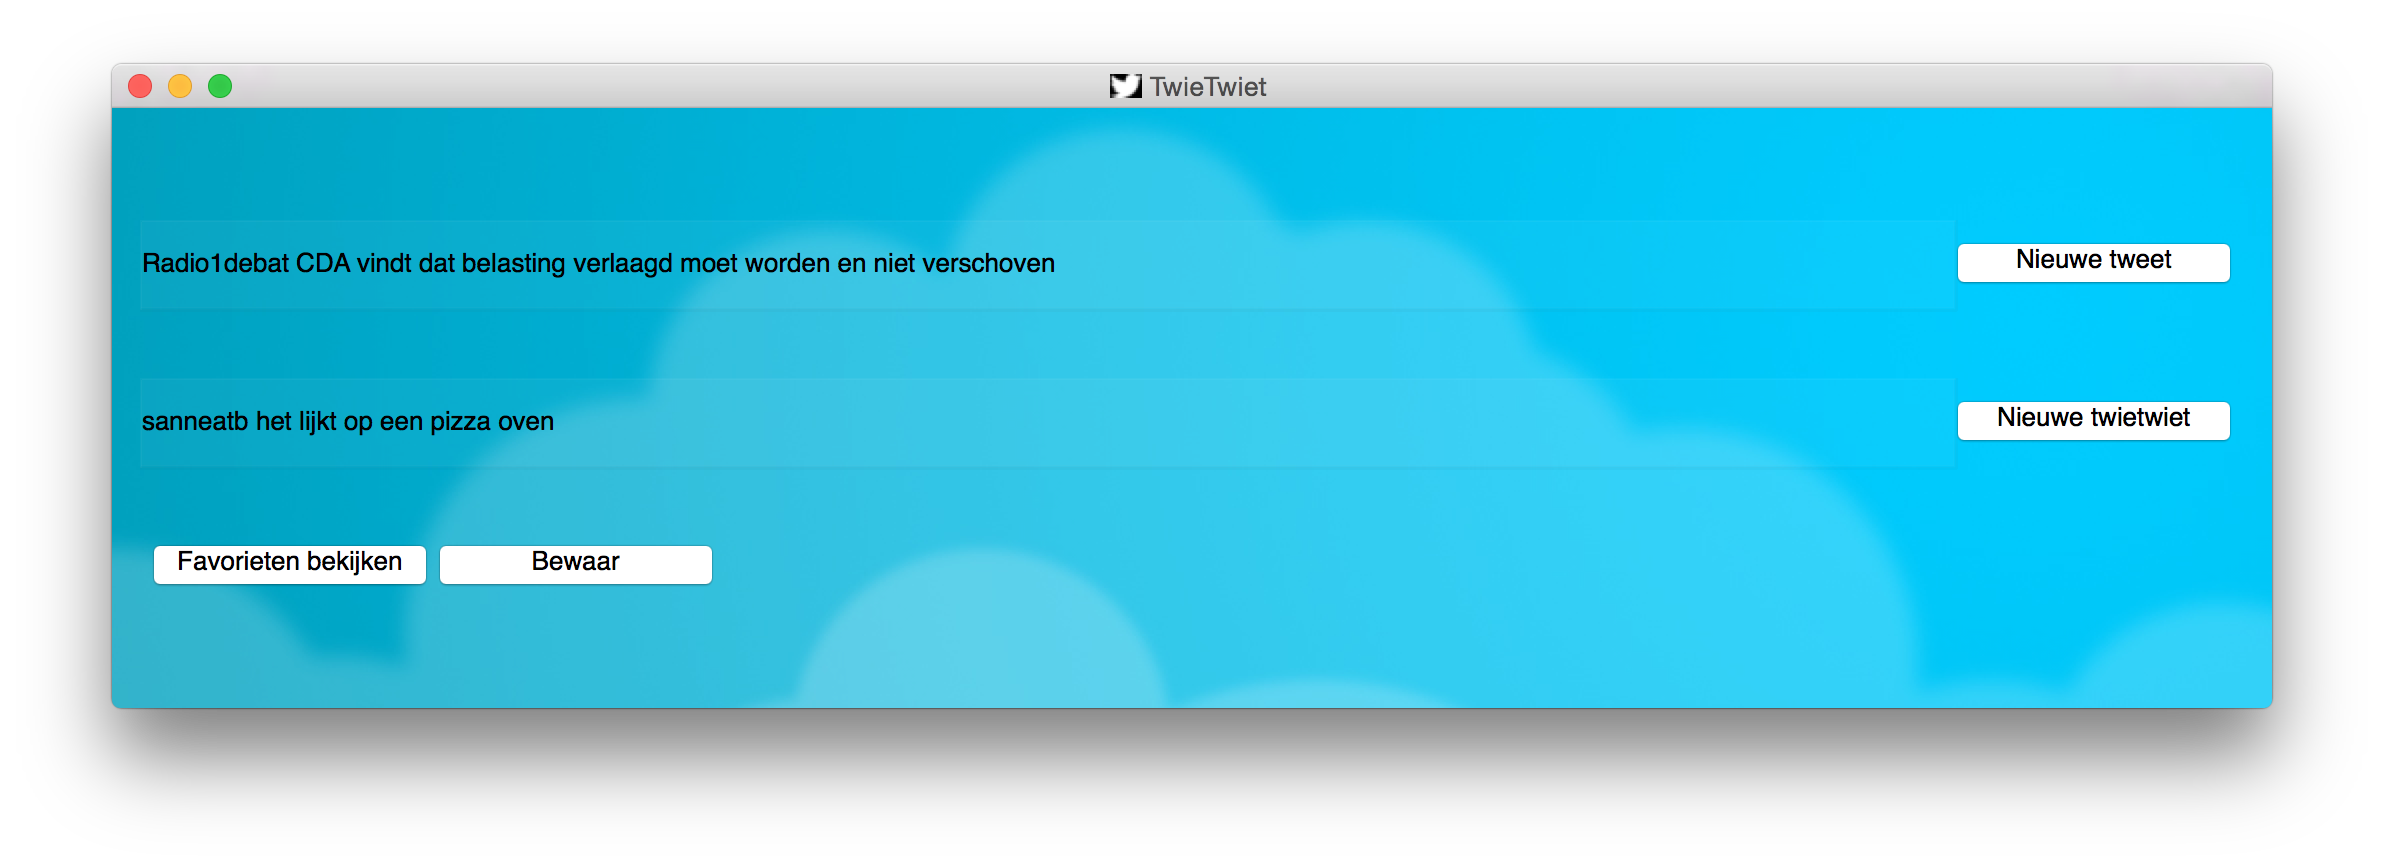 TwieTwiet
Radio1debat CDA vindt dat belasting verlaagd moet worden en niet verschoven
Nieuwe tweet
sanneatb het lijkt op een pizza oven
Nieuwe twietwiet
Favorieten bekijken
Bewaar